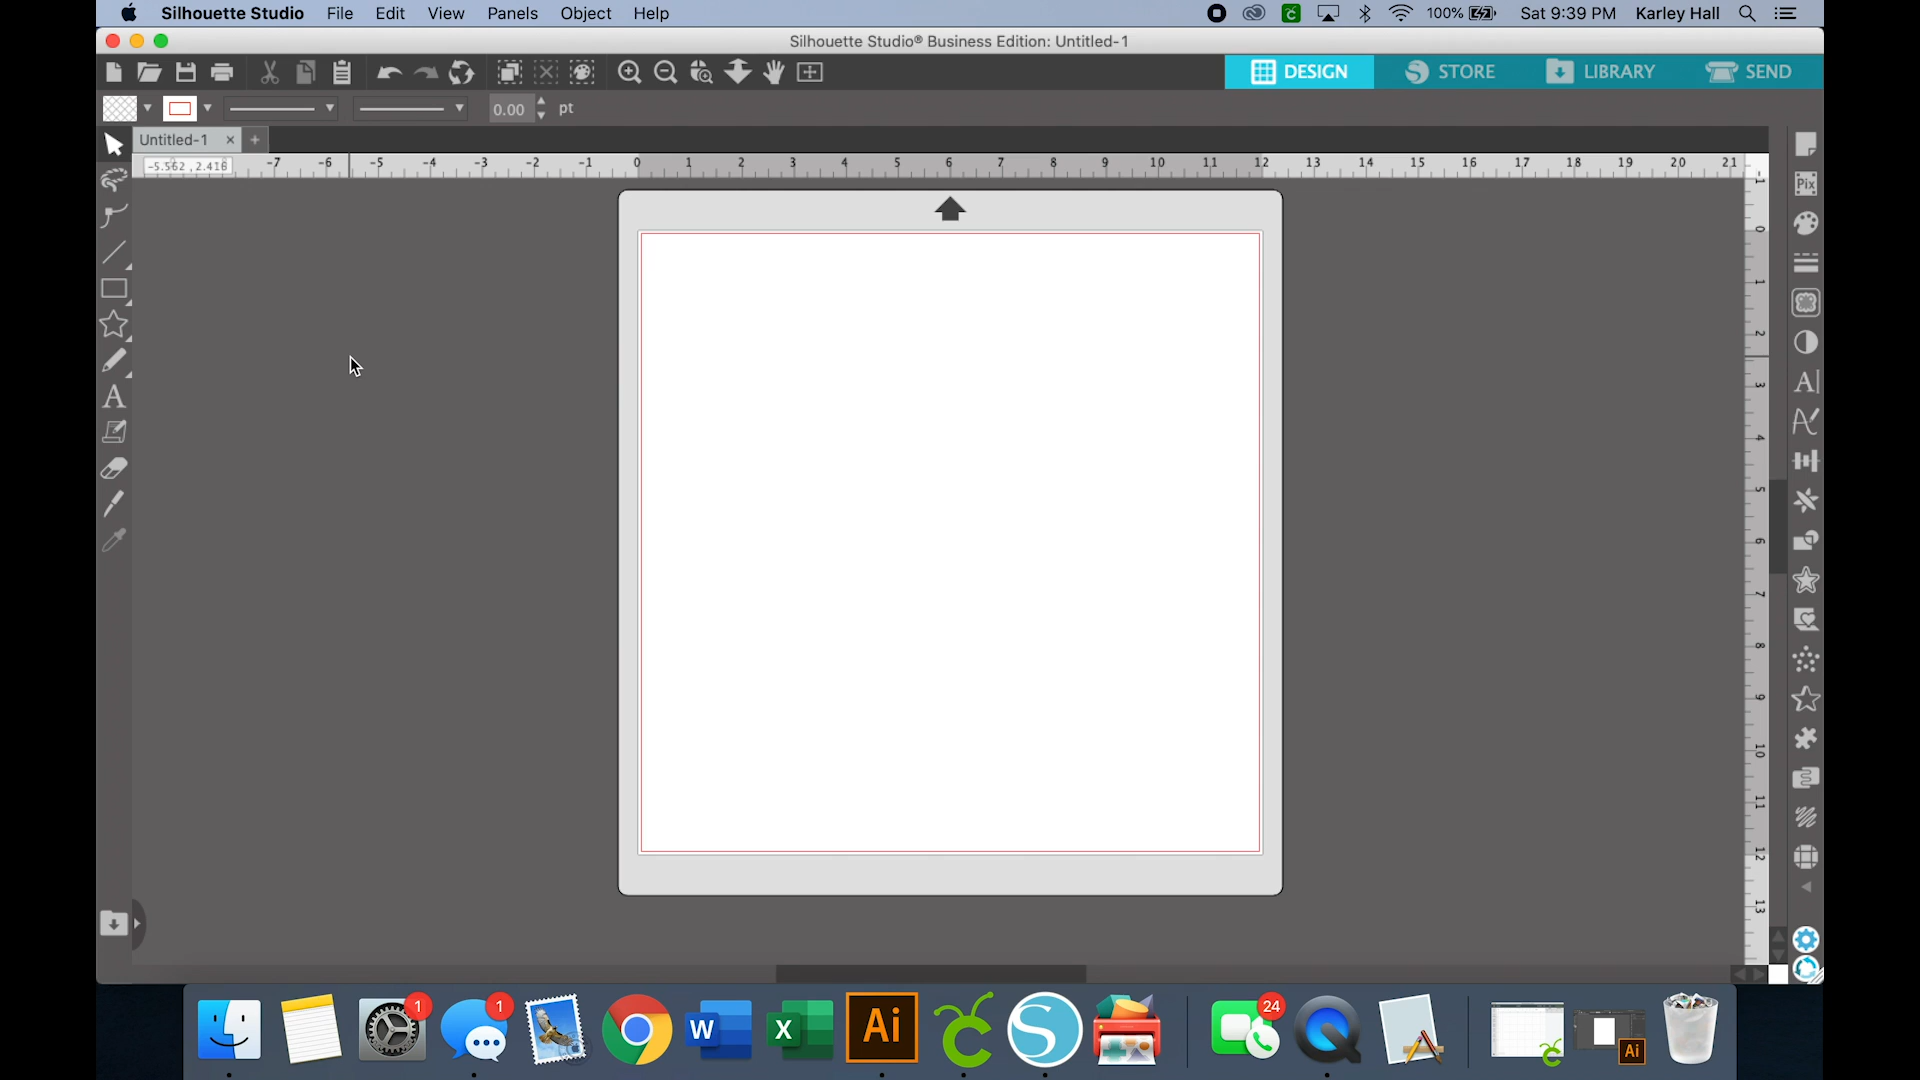 Silhouette Studio File Edit View Panels Object Help 100% Sat 9:39 PM Karley Hall
Silhouette Studio® Business Edition: Untitled-1
DESIGN STORE LIBRARY SEND
0.00 pt
Untitled-1 × +
-5.562 , 2.416 -7 -6 -5 -4 -3 -2 -1 0 1 2 3 4 5 6 7 8 9 10 11 12 13 14 15 16 17 18 19 20 21
-1
Pix
0
1
2
3
A
4
5
6
7
8
9
10
11
12
13
1 1 24
W X Ai S
Ai